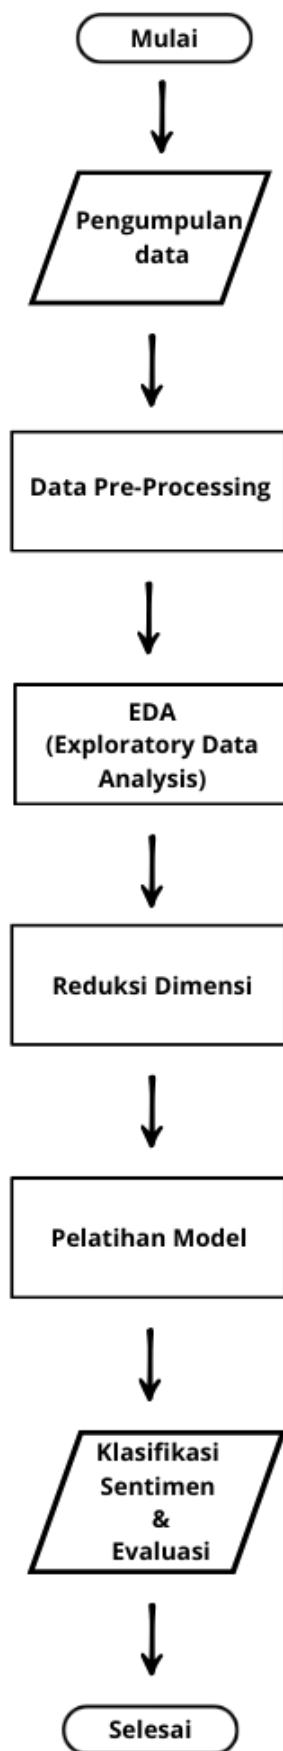 Mulai
Pengumpulan
data
Data Pre-Processing
EDA
(Exploratory Data
Analysis)
Reduksi Dimensi
Pelatihan Model
Klasifikasi
Sentimen
&
Evaluasi
Selesai